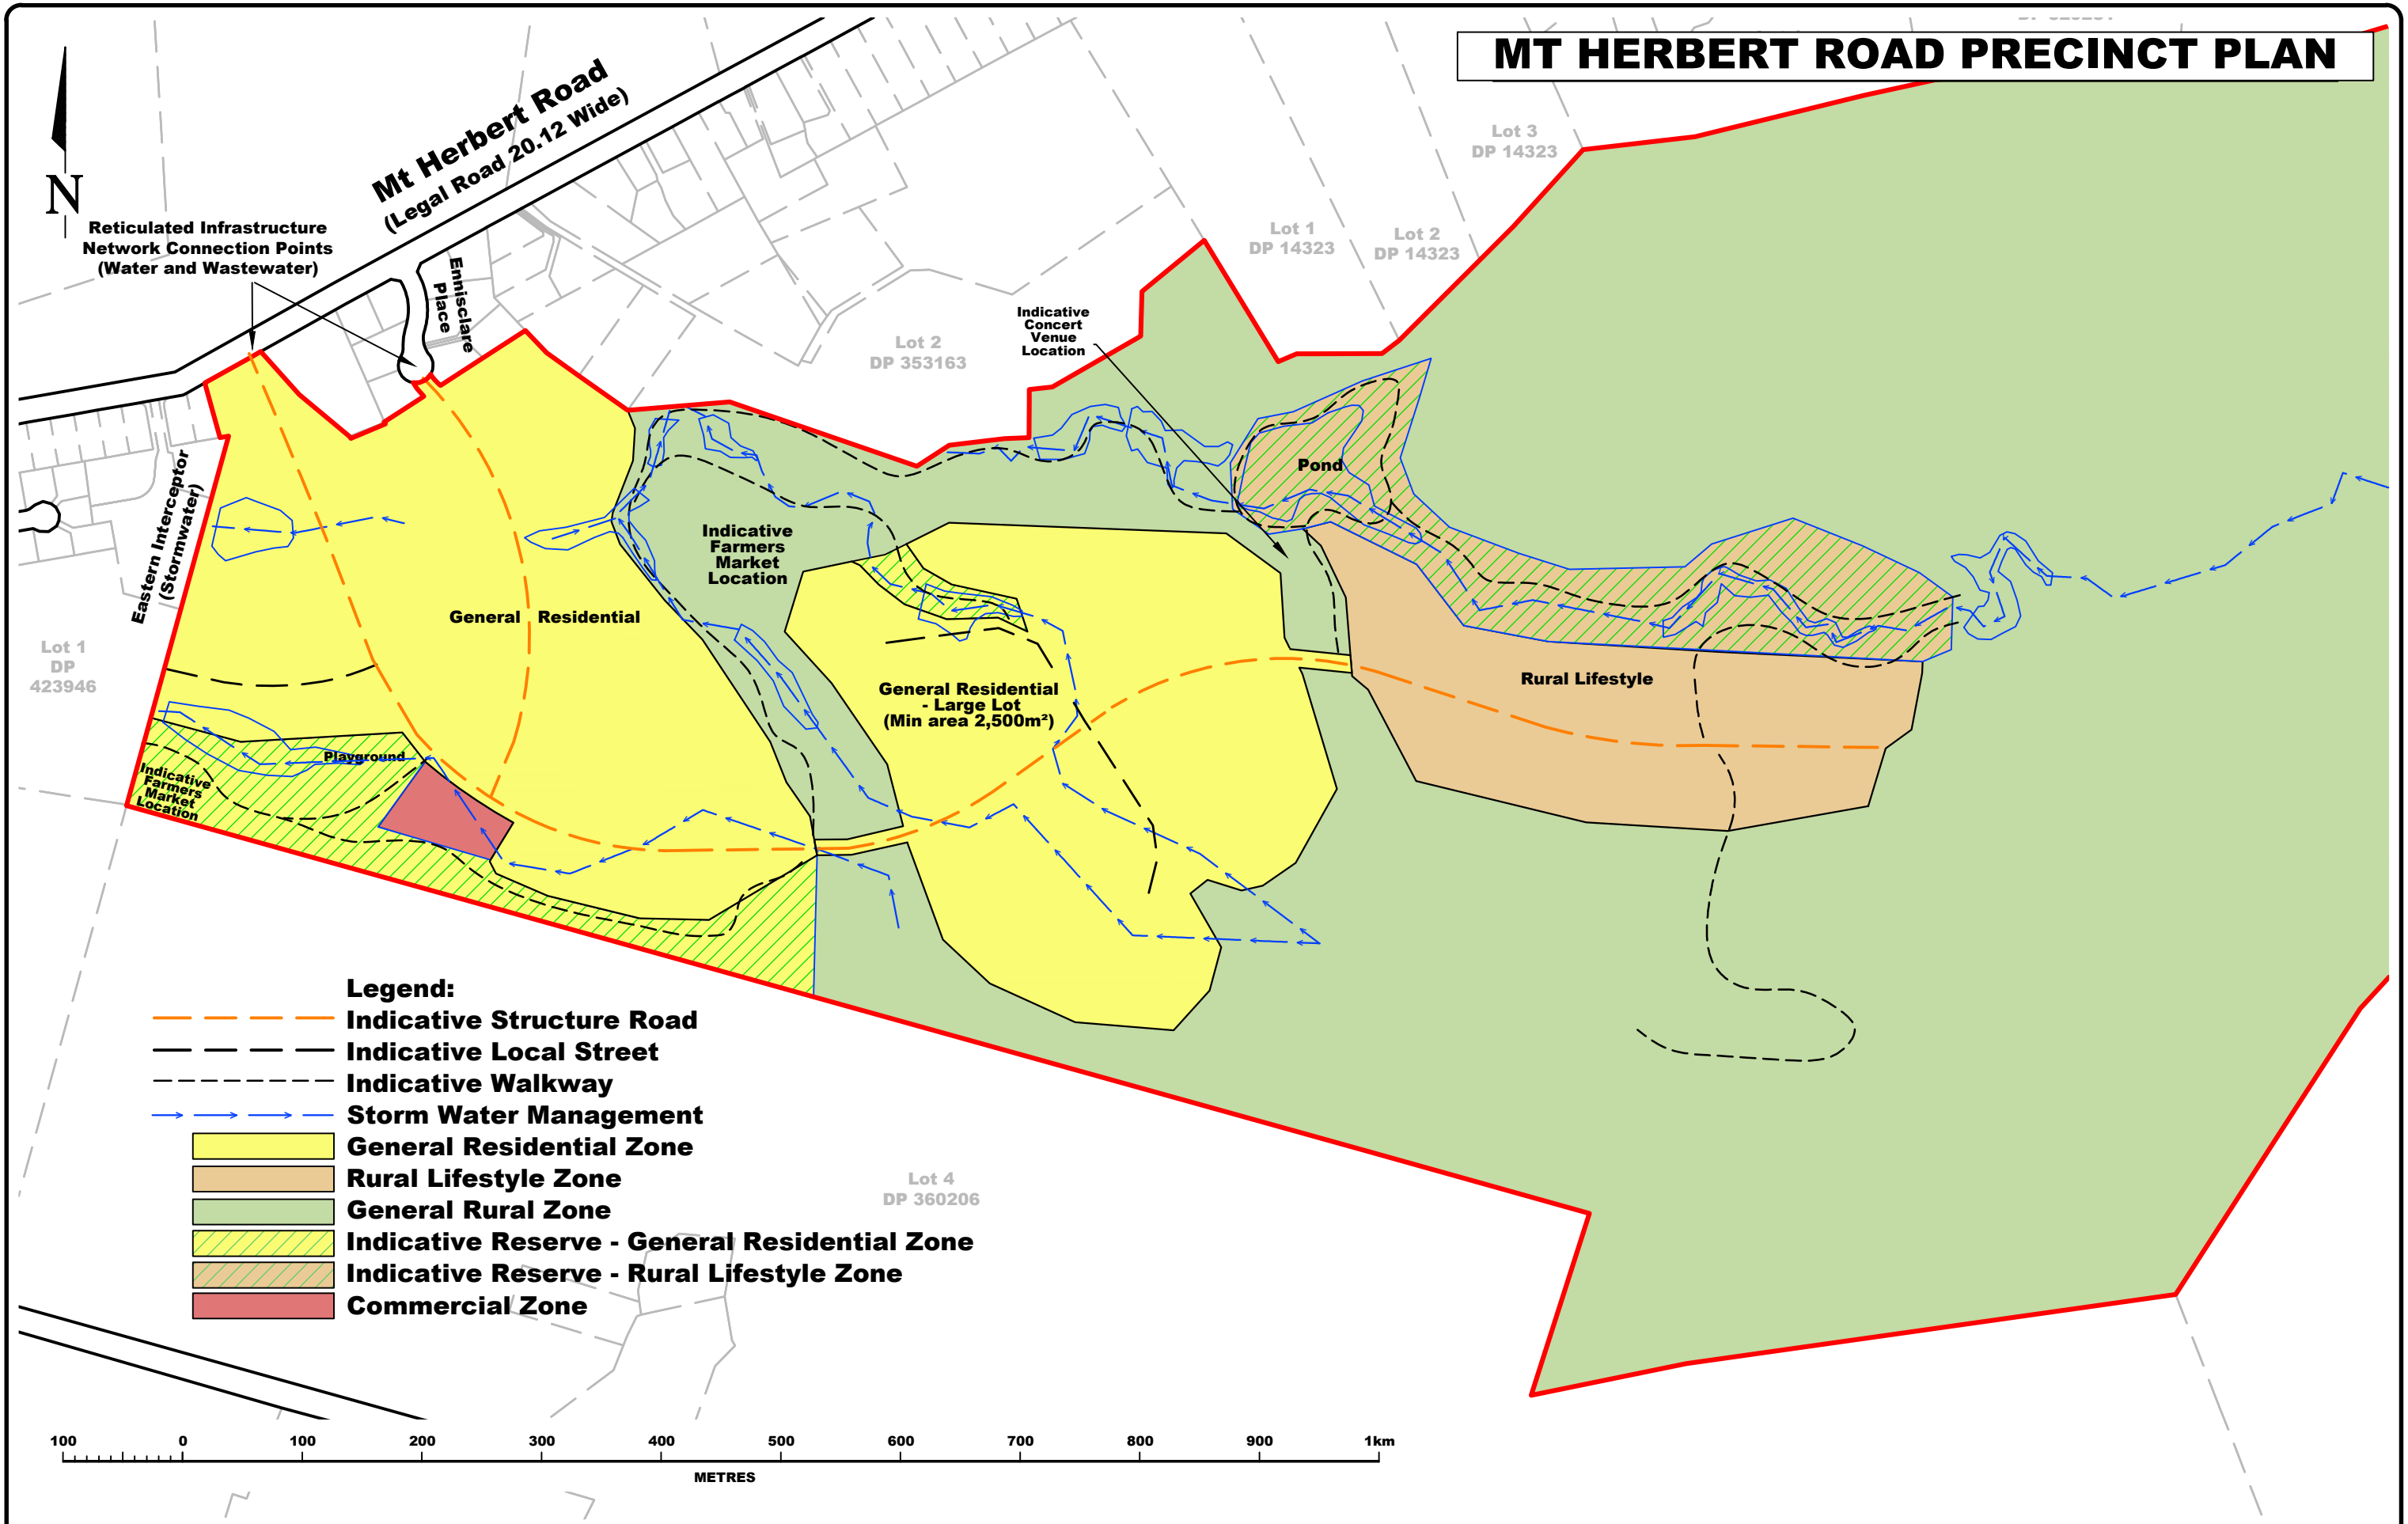 MT HERBERT ROAD PRECINCT PLAN
N
Mt Herbert Road
(Legal Road 20.12 Wide)
Reticulated Infrastructure
Network Connection Points
(Water and Wastewater)
Ennisclare
Place
Eastern Interceptor
(Stormwater)
Lot 3
DP 14323
Lot 1
DP 14323
Lot 2
DP 14323
Lot 2
DP 353163
Indicative
Concert
Venue
Location
Pond
Indicative
Farmers
Market
Location
General Residential
Lot 1
DP
423946
General Residential
- Large Lot
(Min area 2,500m²)
Rural Lifestyle
Playground
Indicative
Farmers
Market
Location
Legend:
Indicative Structure Road
Indicative Local Street
Indicative Walkway
Storm Water Management
General Residential Zone
Rural Lifestyle Zone
General Rural Zone
Indicative Reserve - General Residential Zone
Indicative Reserve - Rural Lifestyle Zone
Commercial Zone
Lot 4
DP 360206
100 0 100 200 300 400 500 600 700 800 900 1km
METRES